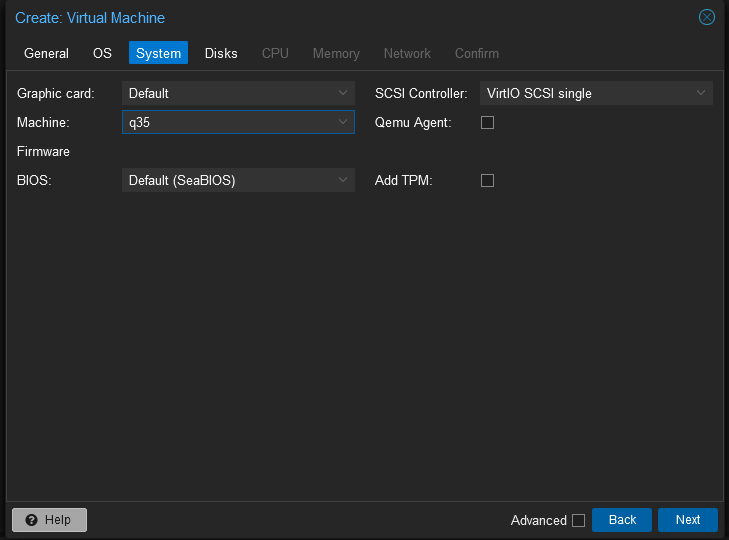 Create: Virtual Machine
General OS System Disks CPU Memory Network Confirm
Graphic card: Default SCSI Controller: VirtIO SCSI single
Machine: q35 Qemu Agent:
Firmware
BIOS: Default (SeaBIOS) Add TPM:
? Help Advanced Back Next